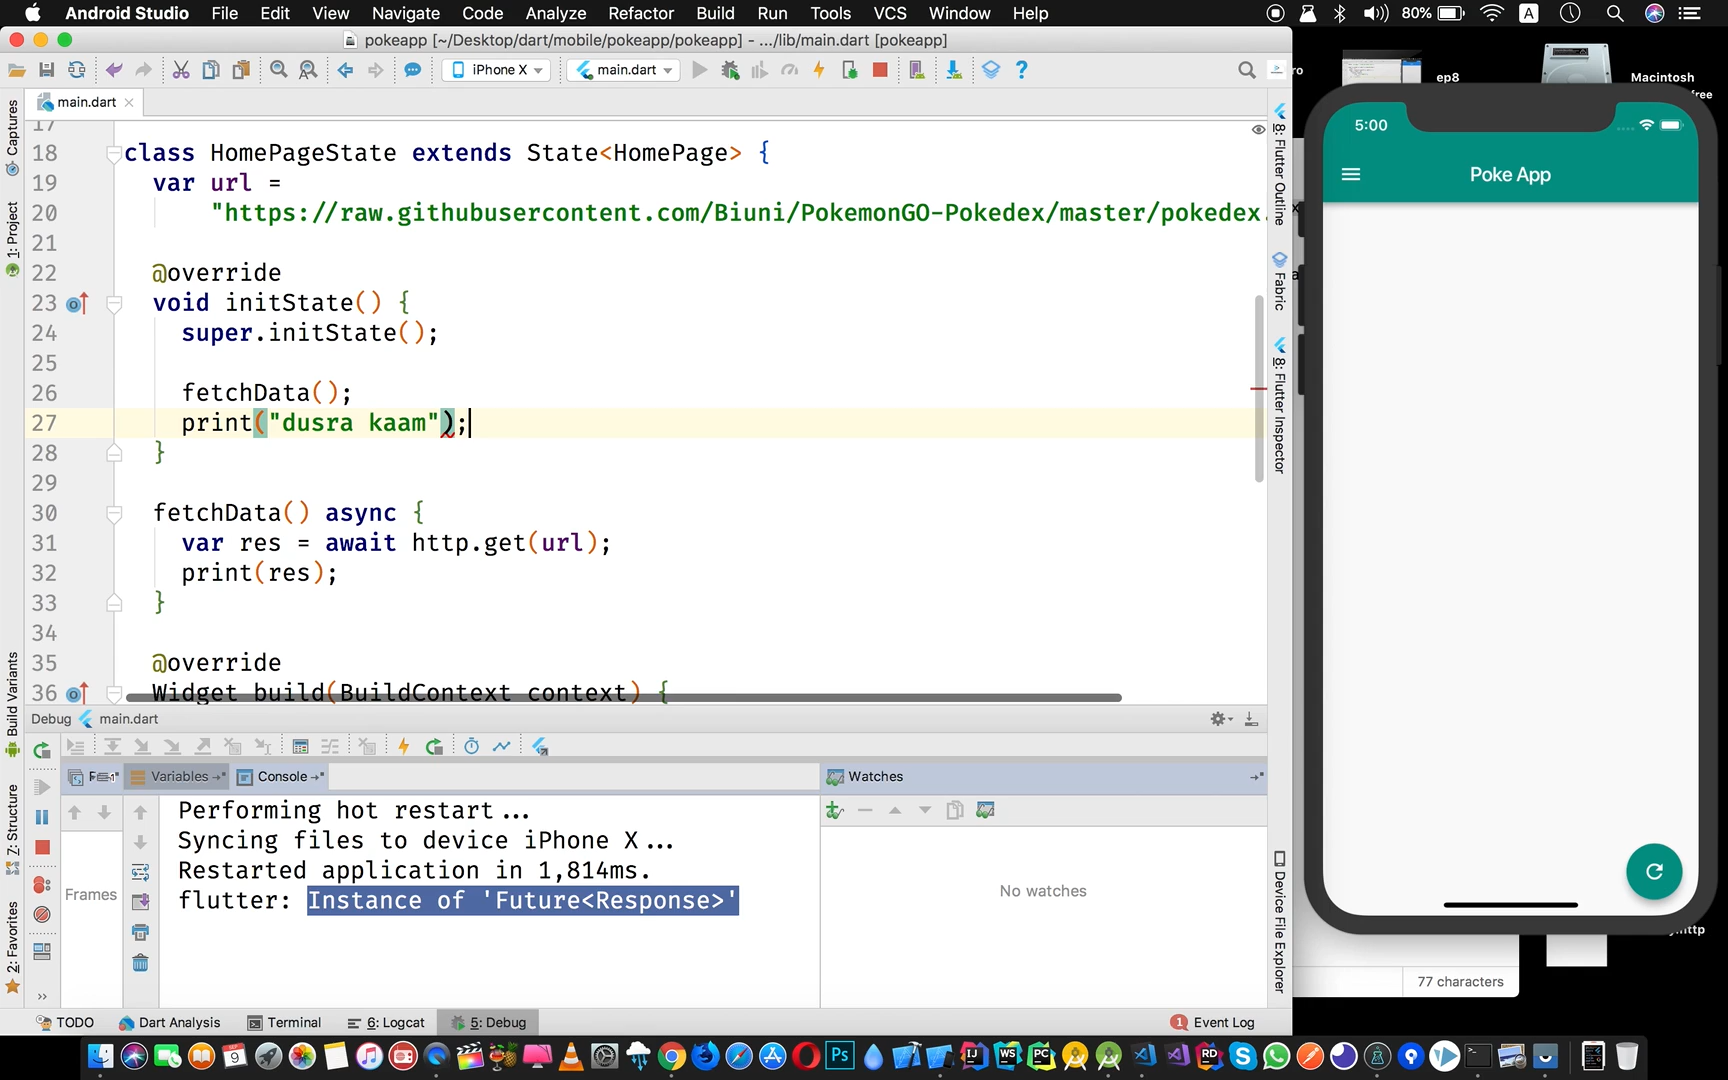 Android Studio File Edit View Navigate Code Analyze Refactor Build Run Tools VCS Window Help 80% A
pokeapp [~/Desktop/dart/mobile/pokeapp/pokeapp] - .../lib/main.dart [pokeapp]
iPhone X main.dart
main.dart
17
18 class HomePageState extends State<HomePage> {
19 var url =
20 "https://raw.githubusercontent.com/Biuni/PokemonGO-Pokedex/master/pokedex.
21
22 @override
23 void initState() {
24 super.initState();
25
26 fetchData();
27 print("dusra kaam");
28 }
29
30 fetchData() async {
31 var res = await http.get(url);
32 print(res);
33 }
34
35 @override
36 Widget build(BuildContext context) {
Captures
1: Project
Build Variants
Z: Structure
2: Favorites
8: Flutter Outline
Fabric
8: Flutter Inspector
Device File Explorer
Debug main.dart
Variables Console Watches
Frames
Performing hot restart...
Syncing files to device iPhone X...
Restarted application in 1,814ms.
flutter: Instance of 'Future<Response>'
No watches
TODO Dart Analysis Terminal 6: Logcat 5: Debug 1 Event Log
ep8
Macintosh
5:00
Poke App
77 characters
SEP
9
Ps
IJ WS PC RD